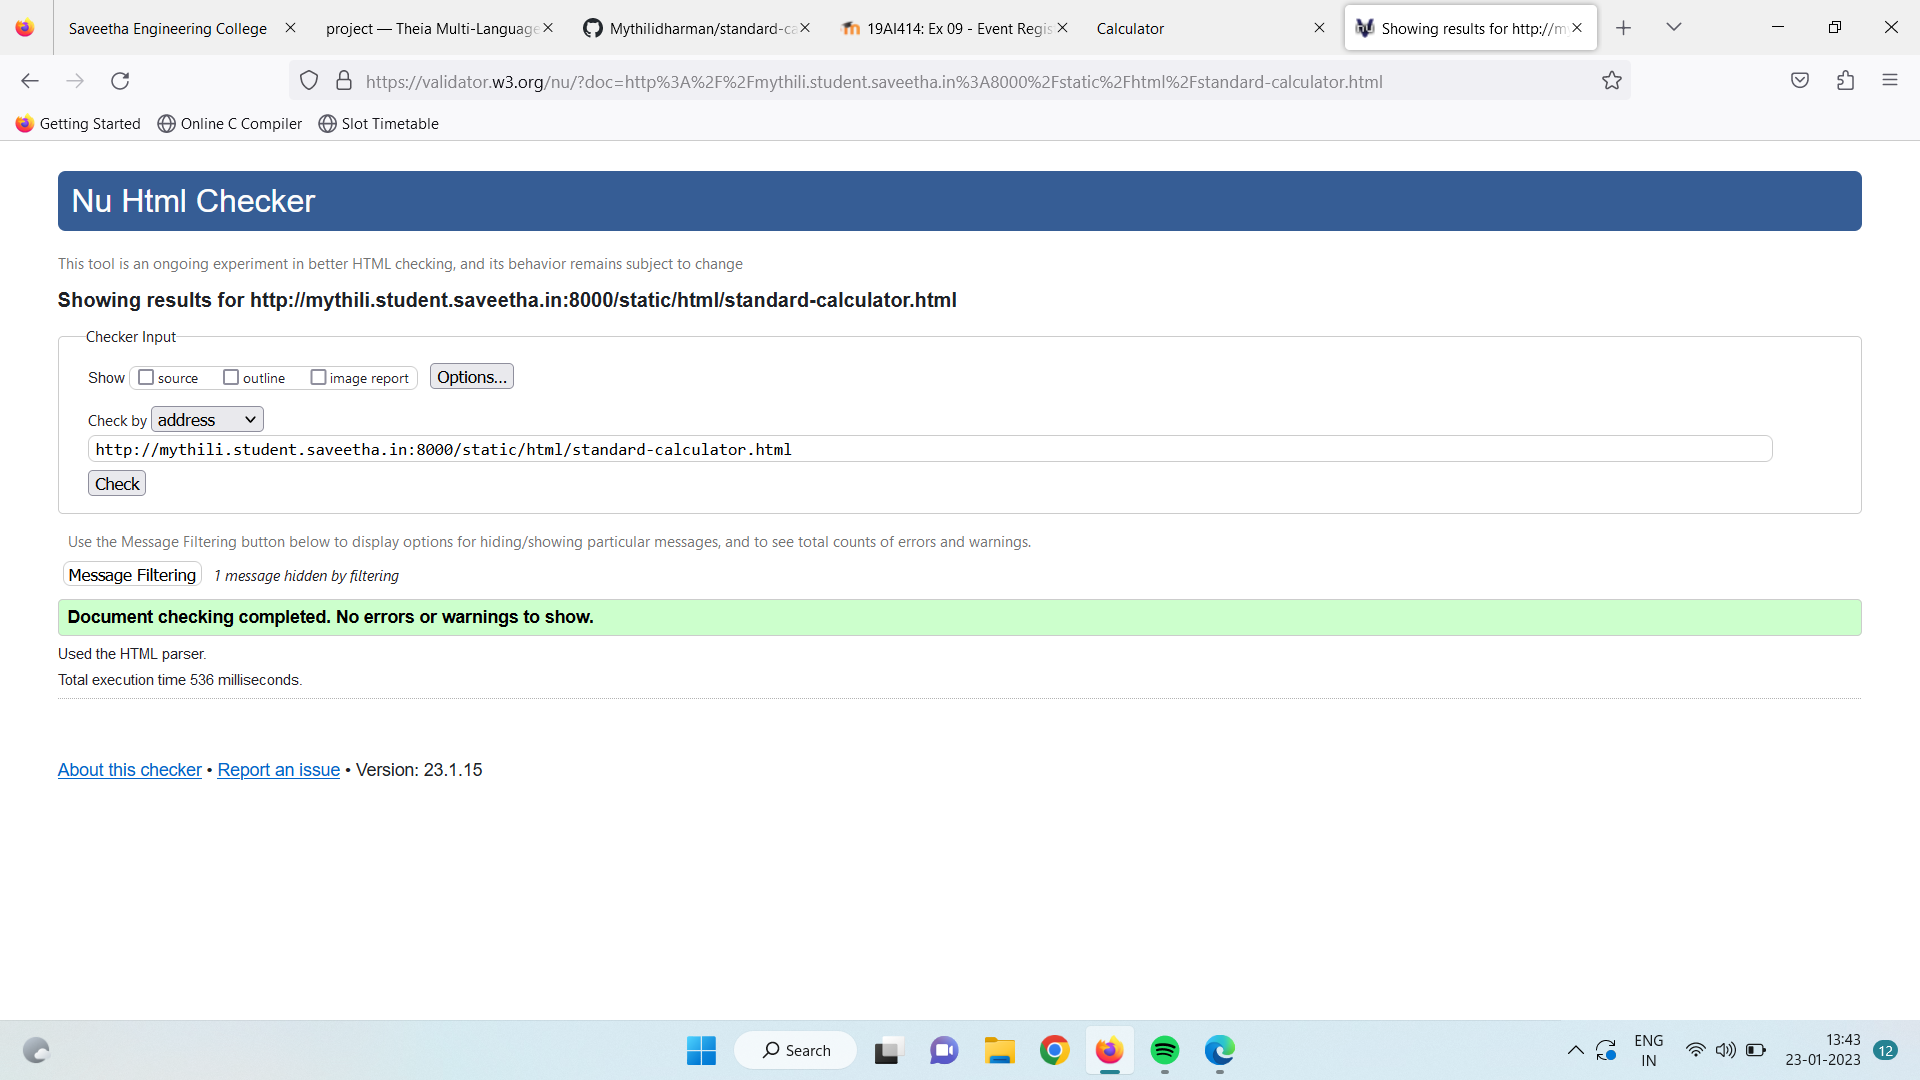 Saveetha Engineering College
project — Theia Multi-Language
Mythilidharman/standard-ca
19AI414: Ex 09 - Event Regis
Calculator
Showing results for http://m
https://validator.w3.org/nu/?doc=http%3A%2F%2Fmythili.student.saveetha.in%3A8000%2Fstatic%2Fhtml%2Fstandard-calculator.html
Getting Started
Online C Compiler
Slot Timetable
Nu Html Checker
This tool is an ongoing experiment in better HTML checking, and its behavior remains subject to change
Showing results for http://mythili.student.saveetha.in:8000/static/html/standard-calculator.html
Checker Input
Show source outline image report Options...
Check by address
http://mythili.student.saveetha.in:8000/static/html/standard-calculator.html
Check
Use the Message Filtering button below to display options for hiding/showing particular messages, and to see total counts of errors and warnings.
Message Filtering 1 message hidden by filtering
Document checking completed. No errors or warnings to show.
Used the HTML parser.
Total execution time 536 milliseconds.
About this checker • Report an issue • Version: 23.1.15
Search
ENG
IN
13:43
23-01-2023
12